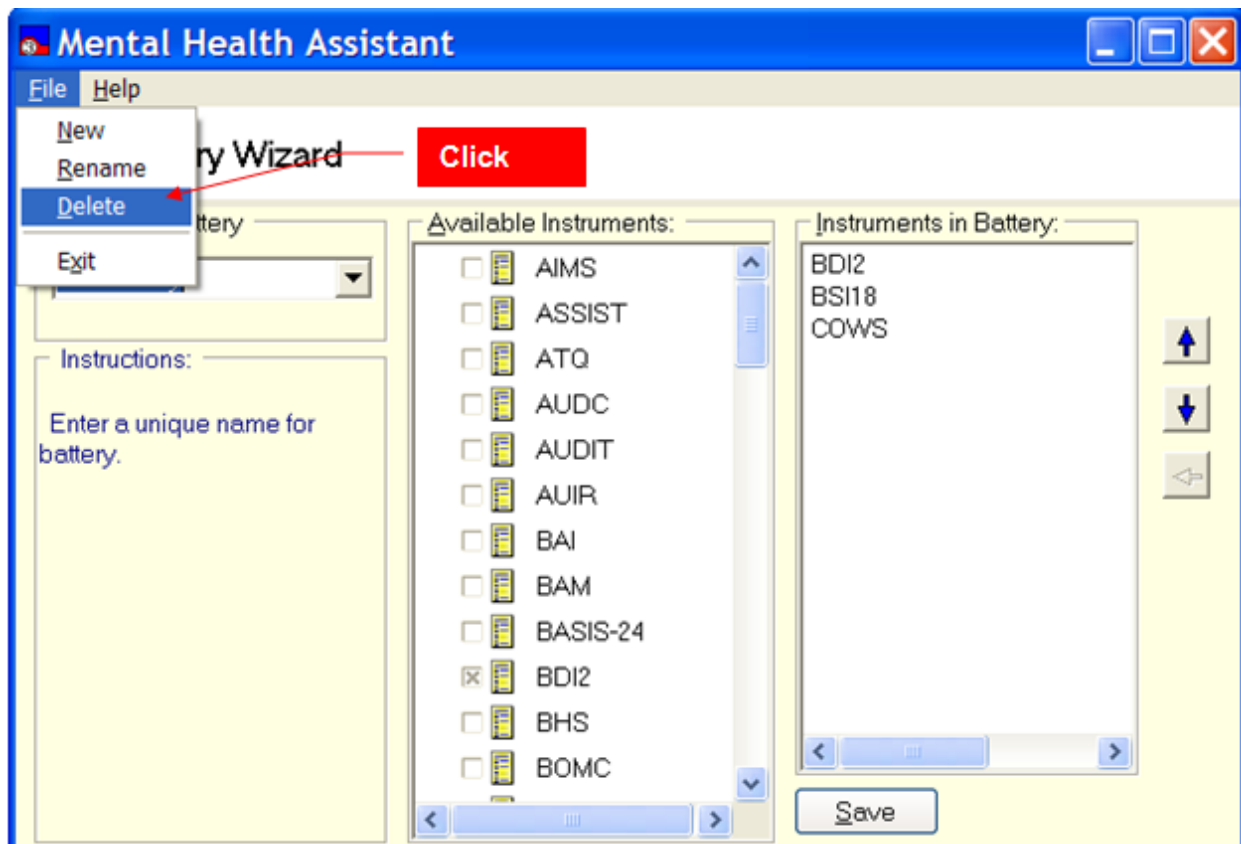 Mental Health Assistant
File Help
New
Rename
Delete
Exit
Wizard
Click
Available Instruments:
AIMS
ASSIST
ATQ
AUDC
AUDIT
AUIR
BAI
BAM
BASIS-24
BDI2
BHS
BOMC
Instruments in Battery:
BDI2
BSI18
COWS
Instructions:
Enter a unique name for
battery.
Save